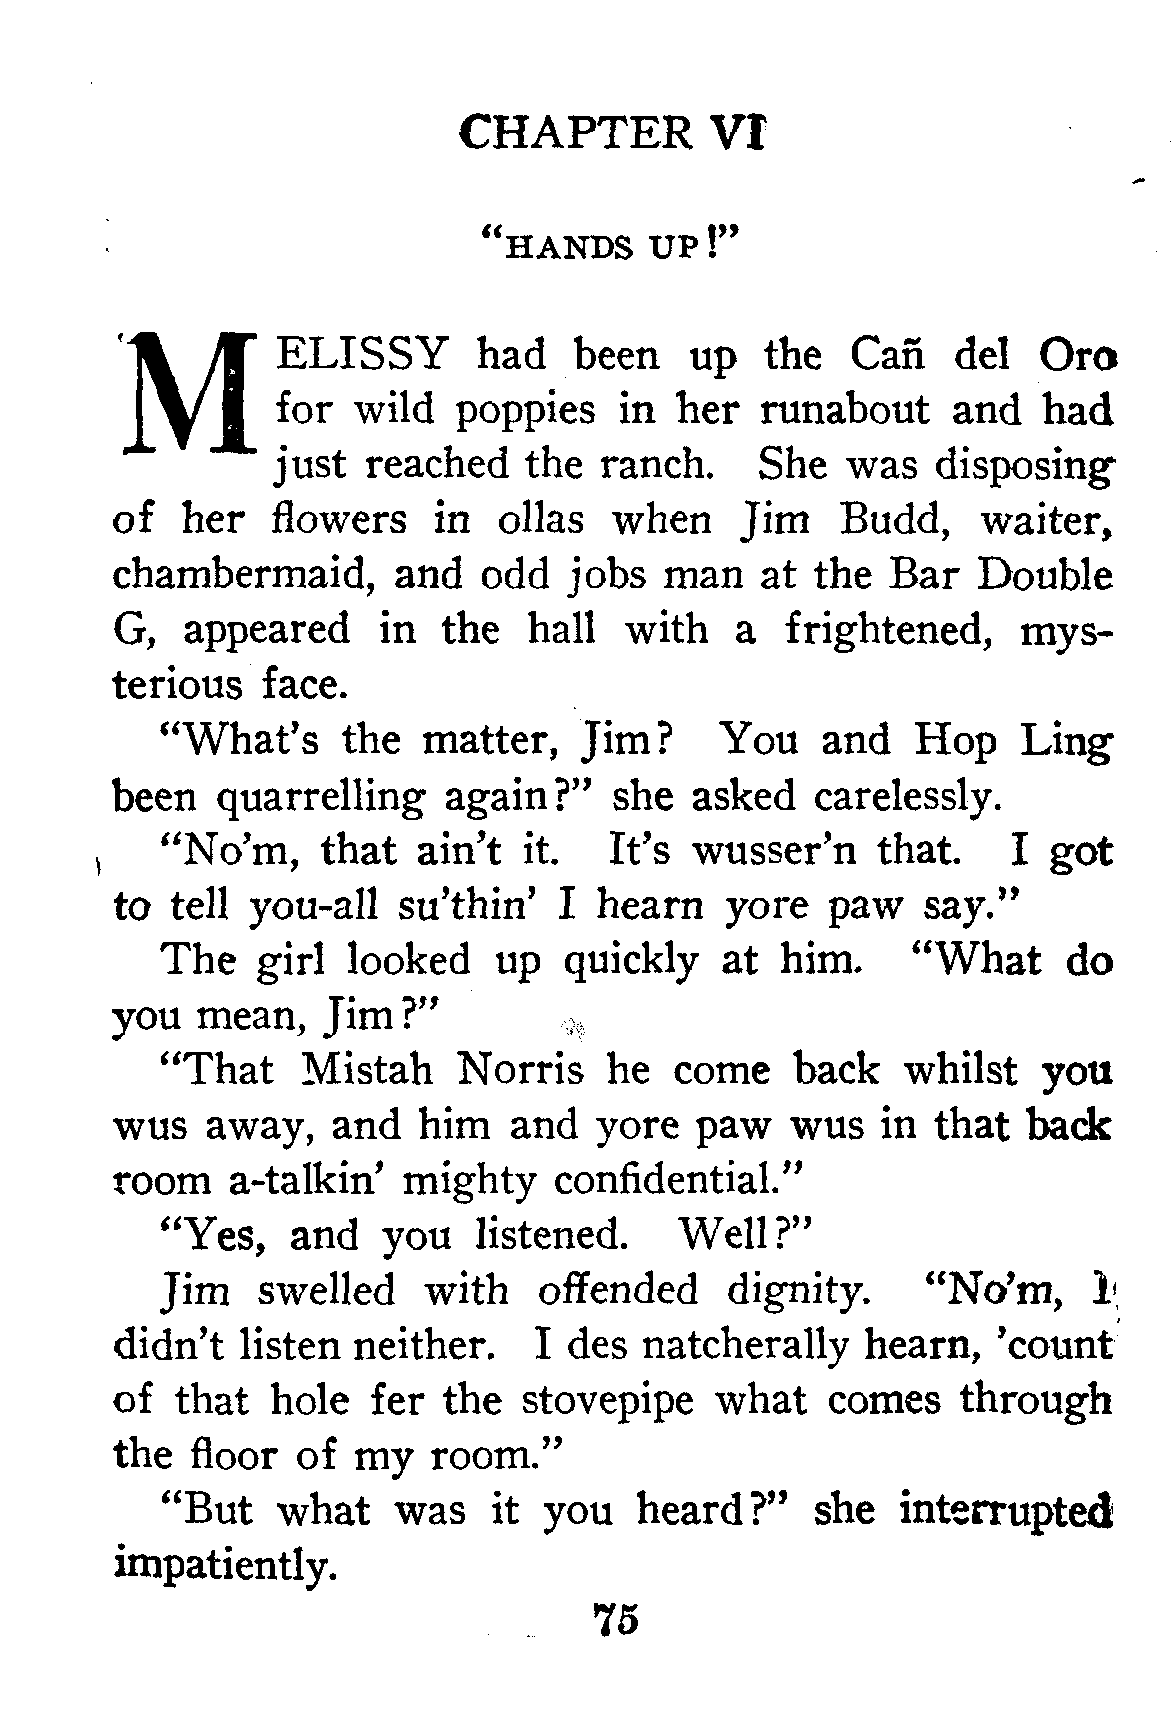 CHAPTER VI
“HANDS UP!”
MELISSY had been up the Cañ del Oro
for wild poppies in her runabout and had
just reached the ranch. She was disposing
of her flowers in ollas when Jim Budd, waiter,
chambermaid, and odd jobs man at the Bar Double
G, appeared in the hall with a frightened, mys-
terious face.
“What’s the matter, Jim? You and Hop Ling
been quarrelling again?” she asked carelessly.
“No’m, that ain’t it. It’s wusser’n that. I got
to tell you-all su’thin’ I hearn yore paw say.”
The girl looked up quickly at him. “What do
you mean, Jim?”
“That Mistah Norris he come back whilst you
wus away, and him and yore paw wus in that back
room a-talkin’ mighty confidential.”
“Yes, and you listened. Well?”
Jim swelled with offended dignity. “No’m, I
didn’t listen neither. I des natcherally hearn, ’count
of that hole fer the stovepipe what comes through
the floor of my room.”
“But what was it you heard?” she interrupted
impatiently.
75